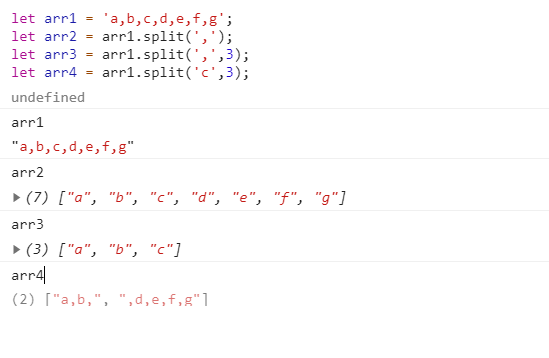 let arr1 = 'a,b,c,d,e,f,g';
let arr2 = arr1.split(',');
let arr3 = arr1.split(',',3);
let arr4 = arr1.split('c',3);
undefined
arr1
"a,b,c,d,e,f,g"
arr2
(7) ["a", "b", "c", "d", "e", "f", "g"]
arr3
(3) ["a", "b", "c"]
arr4
(2) ["a,b,", ",d,e,f,g"]